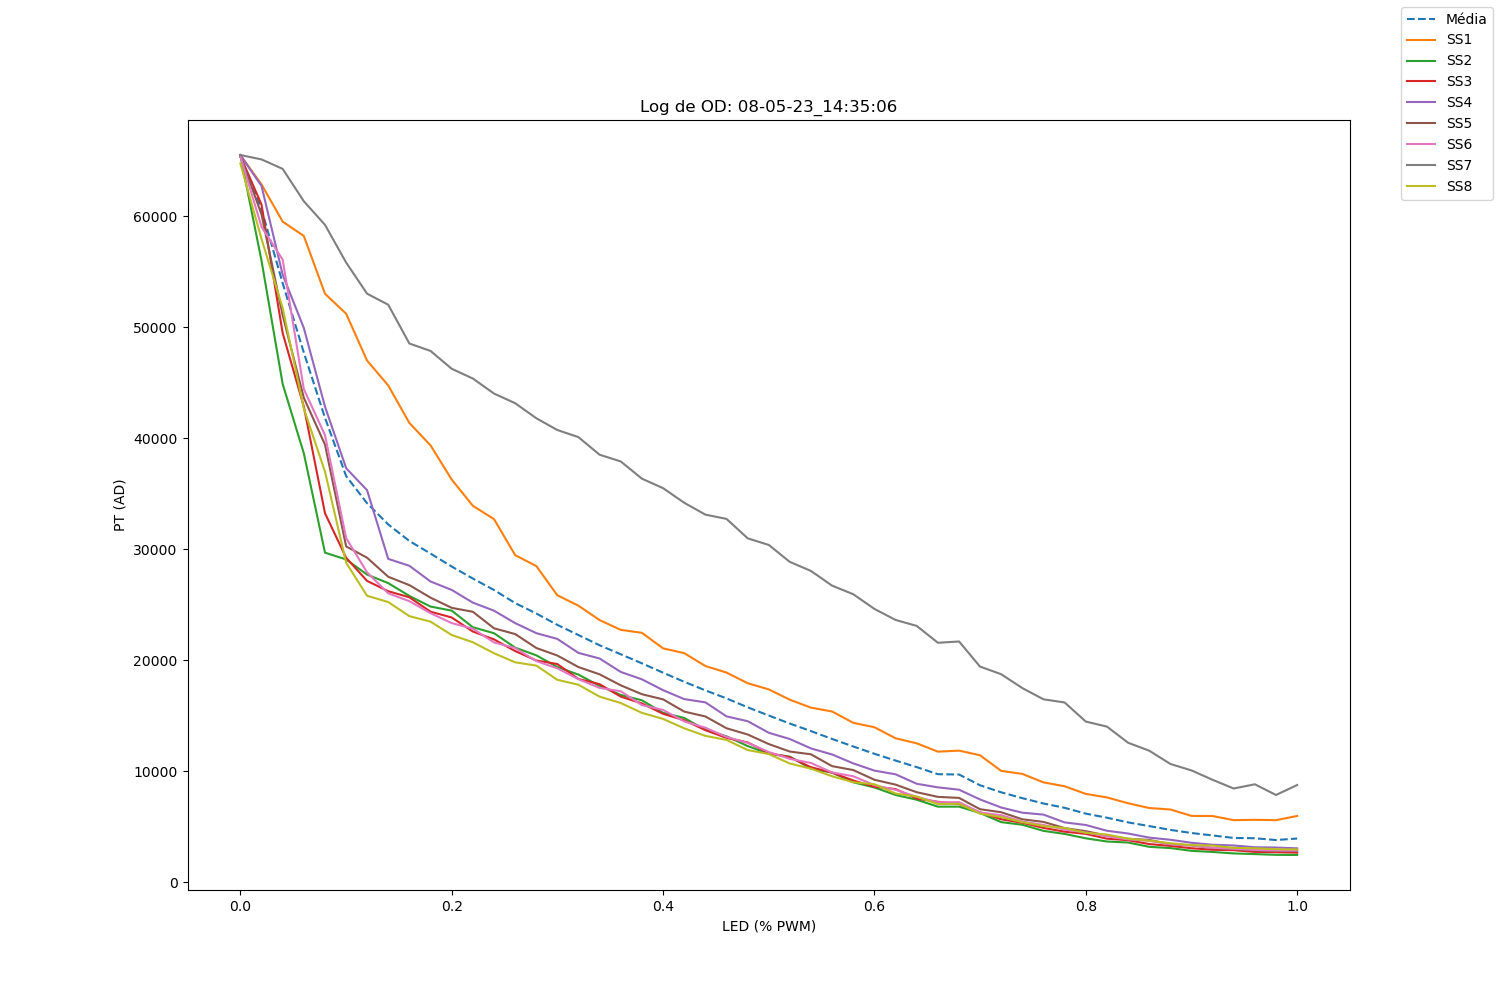 Média
SS1
SS2
SS3
SS4
SS5
SS6
SS7
SS8
Log de OD: 08-05-23_14:35:06
PT (AD)
60000
50000
40000
30000
20000
10000
0
0.0 0.2 0.4 0.6 0.8 1.0
LED (% PWM)